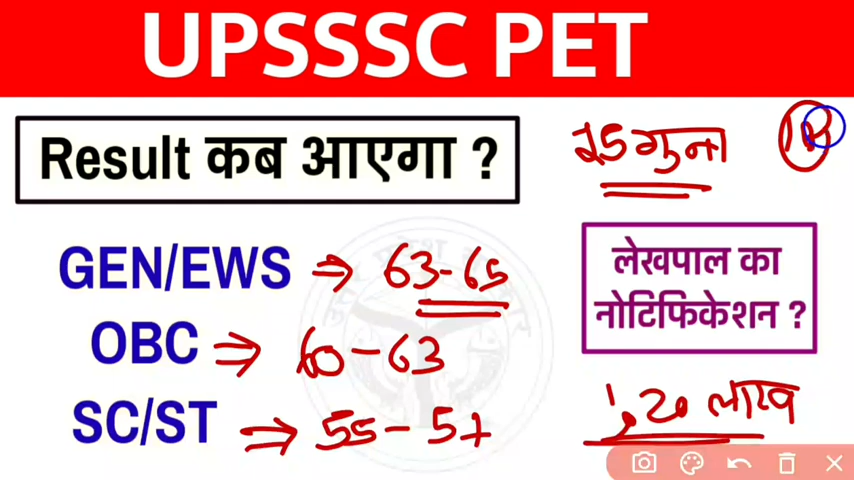 UPSSSC PET
Result कब आएगा ?
25 गुना
GEN/EWS ⇒ 63-65
OBC ⇒ 60-63
SC/ST ⇒ 55-57
लेखपाल का
नोटिफिकेशन ?
1,20 लाख